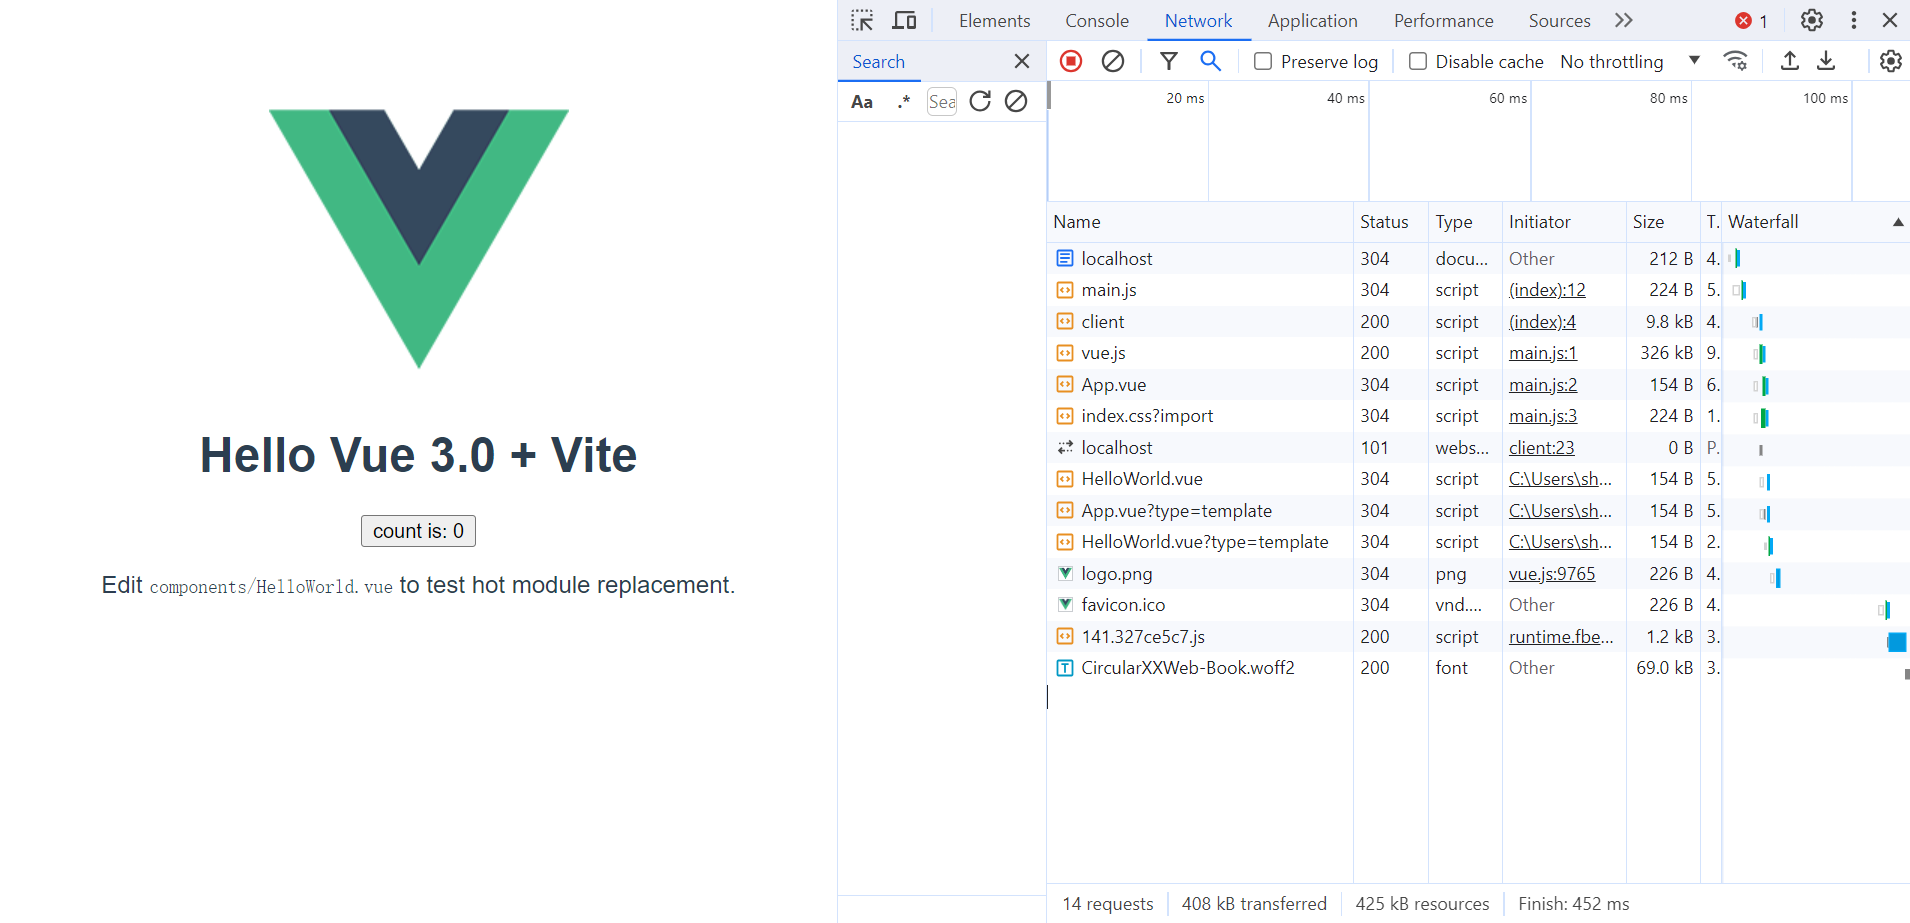 Hello Vue 3.0 + Vite
count is: 0
Edit components/HelloWorld.vue to test hot module replacement.
Elements Console Network Application Performance Sources 1
Search
Preserve log Disable cache No throttling
Aa .* Sea
20 ms 40 ms 60 ms 80 ms 100 ms
Name Status Type Initiator Size T. Waterfall
localhost 304 docu... Other 212 B 4.
main.js 304 script (index):12 224 B 5.
client 200 script (index):4 9.8 kB 4.
vue.js 200 script main.js:1 326 kB 9.
App.vue 304 script main.js:2 154 B 6.
index.css?import 304 script main.js:3 224 B 1.
localhost 101 webs... client:23 0 B P.
HelloWorld.vue 304 script C:\Users\sh... 154 B 5.
App.vue?type=template 304 script C:\Users\sh... 154 B 5.
HelloWorld.vue?type=template 304 script C:\Users\sh... 154 B 2.
logo.png 304 png vue.js:9765 226 B 4.
favicon.ico 304 vnd.... Other 226 B 4.
141.327ce5c7.js 200 script runtime.fbe... 1.2 kB 3.
CircularXXWeb-Book.woff2 200 font Other 69.0 kB 3.
14 requests 408 kB transferred 425 kB resources Finish: 452 ms